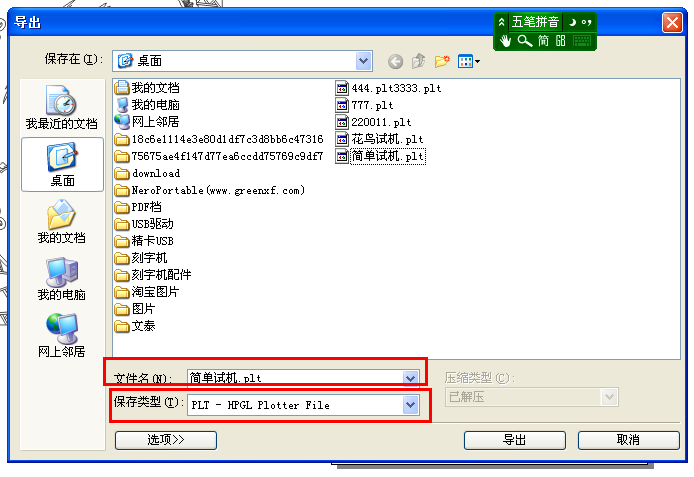 导出
五笔拼音
简
保存在(I):
桌面
我最近的文档
桌面
我的文档
我的电脑
网上邻居
我的文档
我的电脑
网上邻居
18c6e1114e3e80d1df7c3d8bb6c47316
75675ae4f147d77ea6ccdd75769c9df7
download
NeroPortable(www.greenxf.com)
PDF档
USB驱动
精卡USB
刻字机
刻字机配件
淘宝图片
图片
文泰
444.plt3333.plt
777.plt
220011.plt
花鸟试机.plt
简单试机.plt
文件名(N):
简单试机.plt
保存类型(T):
PLT - HPGL Plotter File
压缩类型(C):
已解压
选项>>
导出
取消